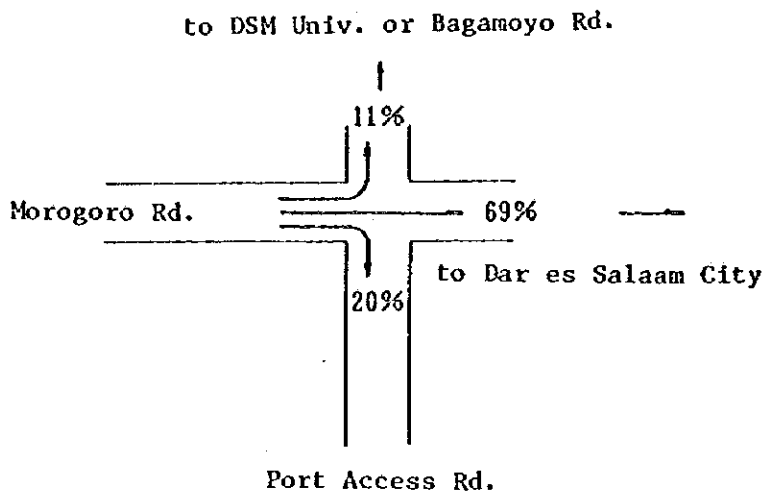 to DSM Univ. or Bagamoyo Rd.
11%
Morogoro Rd.
69%
to Dar es Salaam City
20%
Port Access Rd.